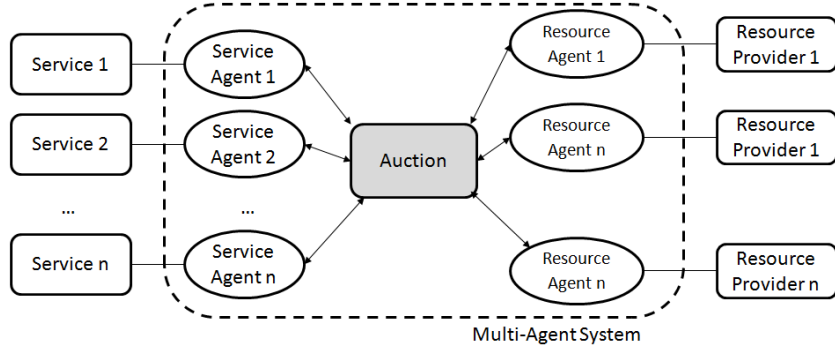 Service 1
Service
Agent 1
Resource
Agent 1
Resource
Provider 1
Service 2
Service
Agent 2
Auction
Resource
Agent n
Resource
Provider 1
...
...
Service n
Service
Agent n
Resource
Agent n
Resource
Provider n
Multi-Agent System